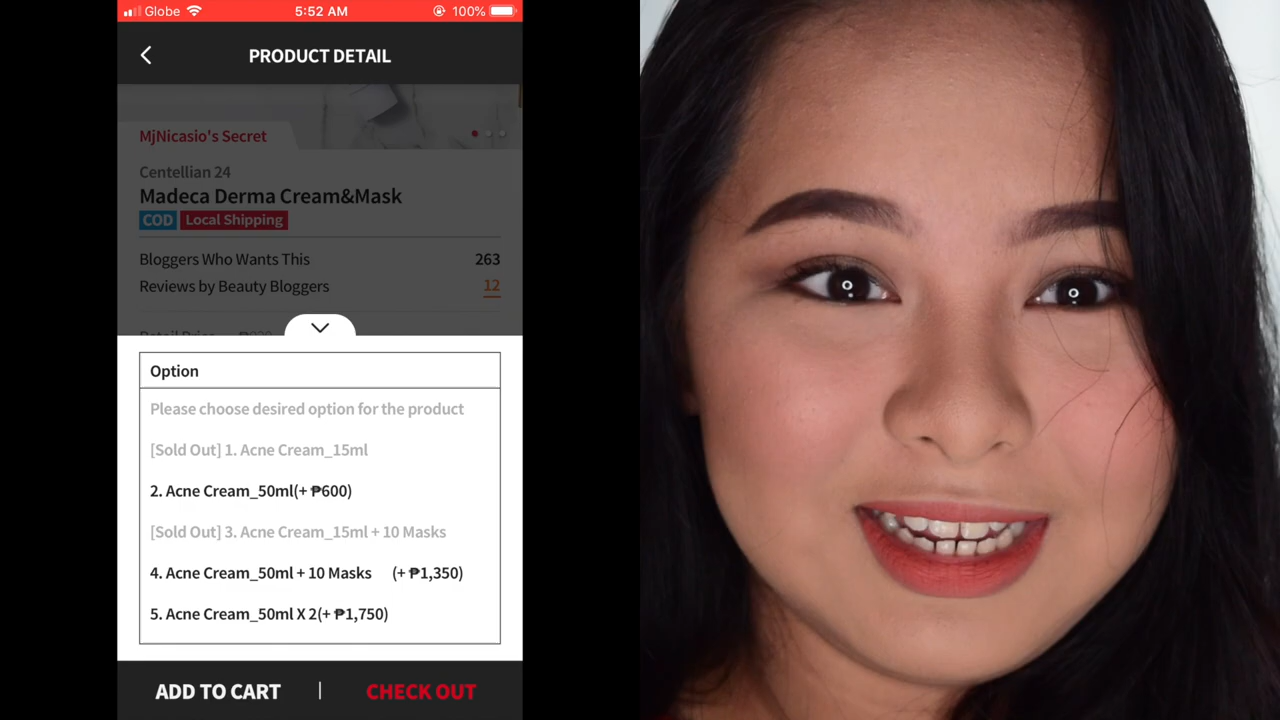 Globe 5:52 AM 100%
PRODUCT DETAIL
MjNicasio's Secret
Centellian 24
Madeca Derma Cream&Mask
COD Local Shipping
Bloggers Who Wants This 263
Reviews by Beauty Bloggers 12
Retail Price ₱930
Option
Please choose desired option for the product
[Sold Out] 1. Acne Cream_15ml
2. Acne Cream_50ml(+ ₱600)
[Sold Out] 3. Acne Cream_15ml + 10 Masks
4. Acne Cream_50ml + 10 Masks (+ ₱1,350)
5. Acne Cream_50ml X 2(+ ₱1,750)
ADD TO CART | CHECK OUT